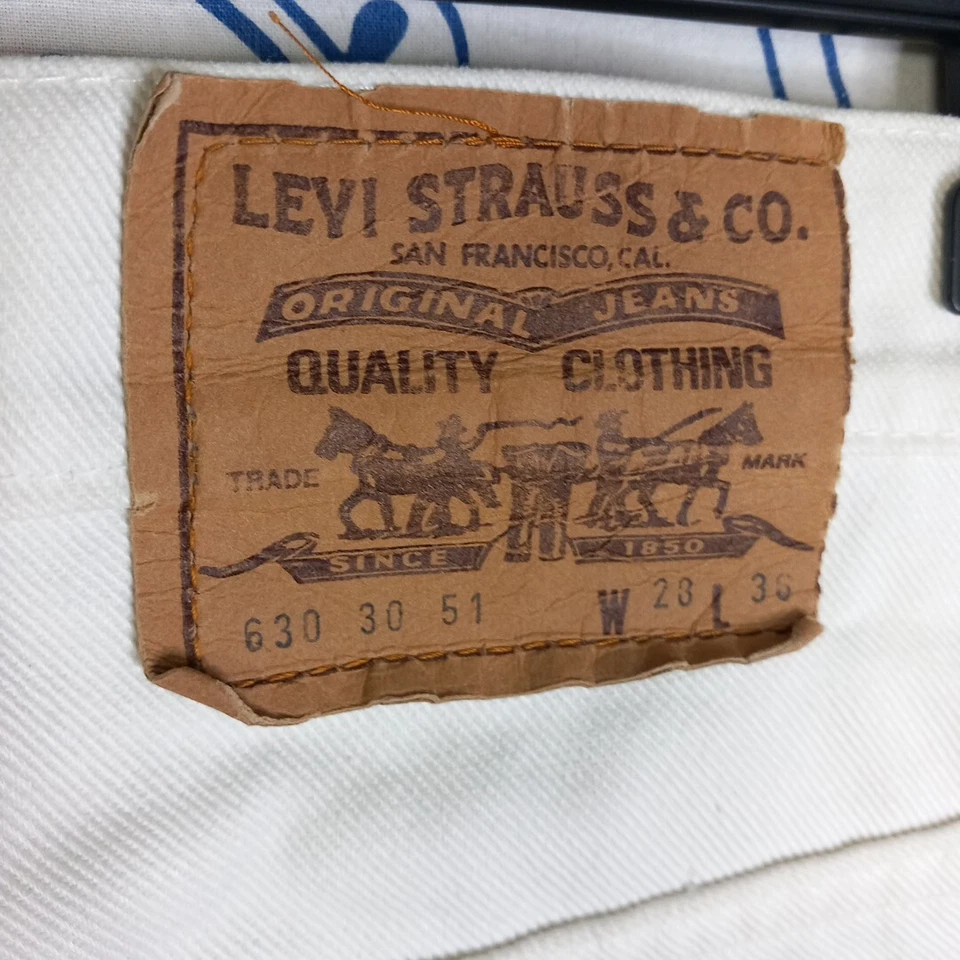 LEVI STRAUSS & CO.
SAN FRANCISCO, CAL.
ORIGINAL JEANS
QUALITY CLOTHING
TRADE MARK
SINCE 1850
630 30 51 W 28 L 36